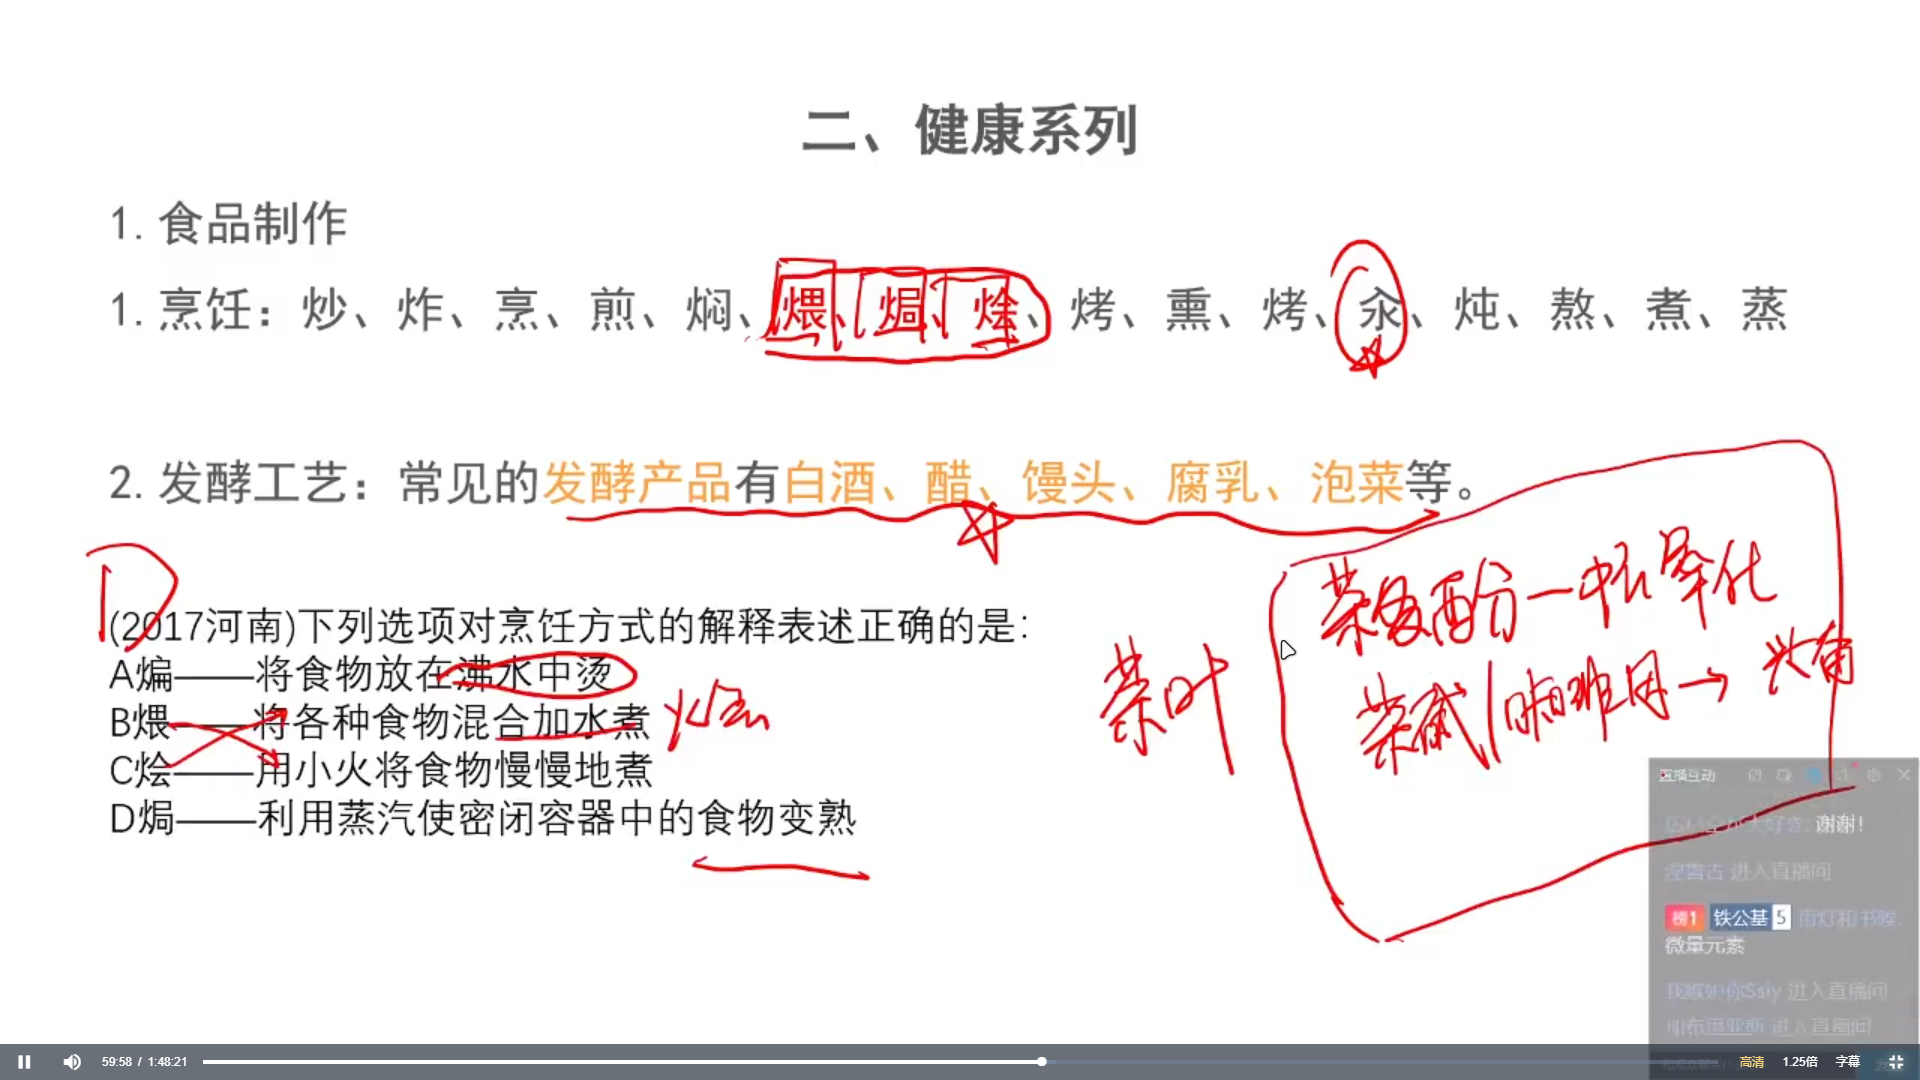 二、健康系列
1. 食品制作
1. 烹饪：炒、炸、烹、煎、焖、煨、焗、烩、烤、熏、烤、汆、炖、熬、煮、蒸
2. 发酵工艺：常见的发酵产品有白酒、醋、馒头、腐乳、泡菜等。
D
(2017河南)下列选项对烹饪方式的解释表述正确的是：
A煸——将食物放在沸水中烫
B煨——将各种食物混合加水煮
烩
C烩——用小火将食物慢慢地煮
D焗——利用蒸汽使密闭容器中的食物变熟
茶叶
茶多酚—抗氧化
茶碱/咖啡因→兴奋
直播互动
谢谢！
进入直播间
榜1 铁公基 5
微量元素
进入直播间
进入直播间
59:58 / 1:48:21
高清 1.25倍 字幕